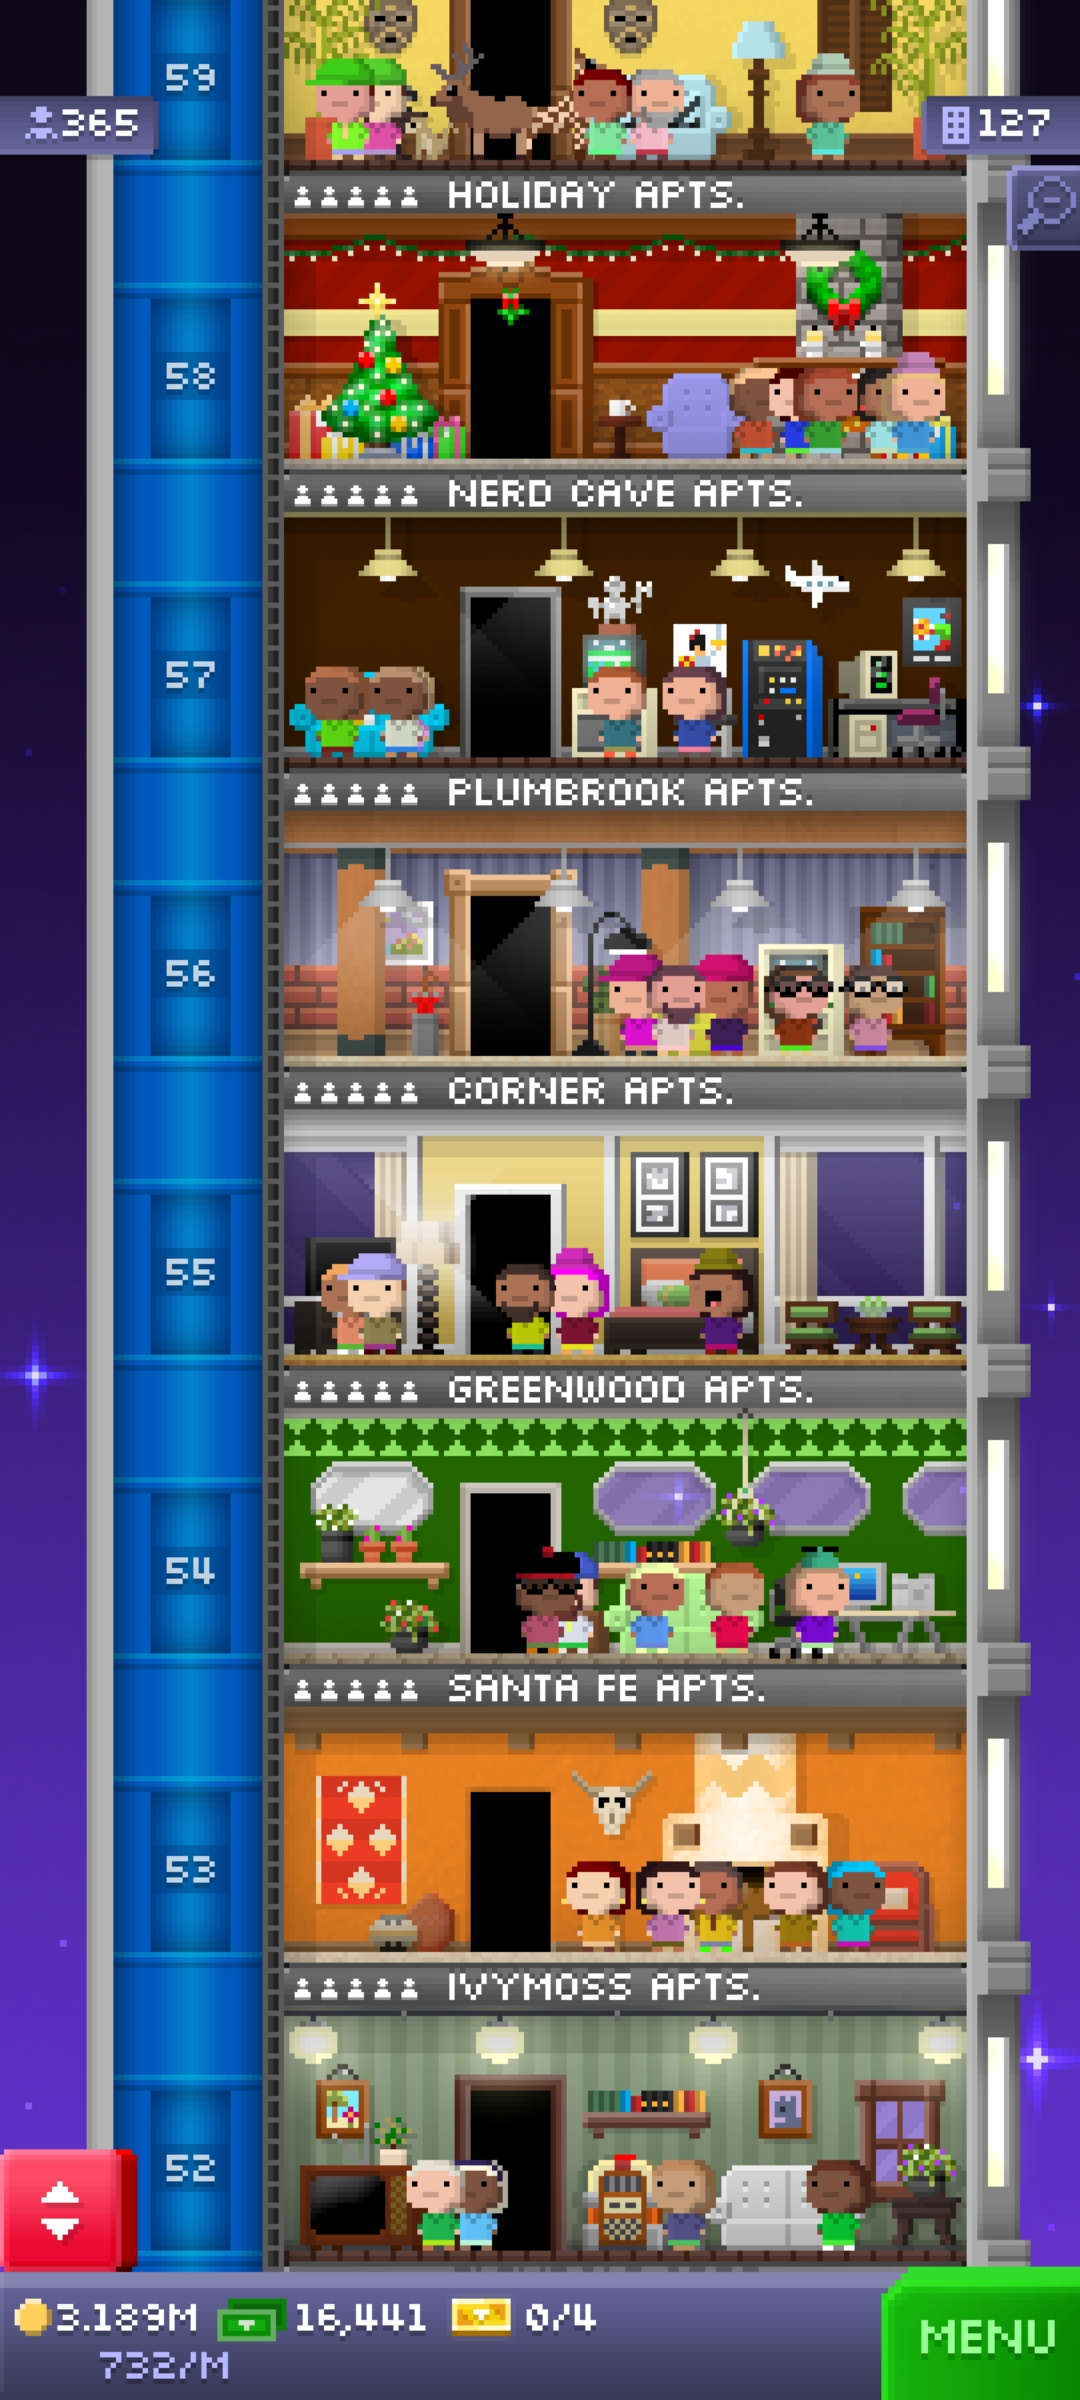 59
365
127
HOLIDAY APTS.
58
NERD CAVE APTS.
57
PLUMBROOK APTS.
56
CORNER APTS.
55
GREENWOOD APTS.
54
SANTA FE APTS.
53
IVYMOSS APTS.
52
3.189M 16,441 0/4
732/M
MENU